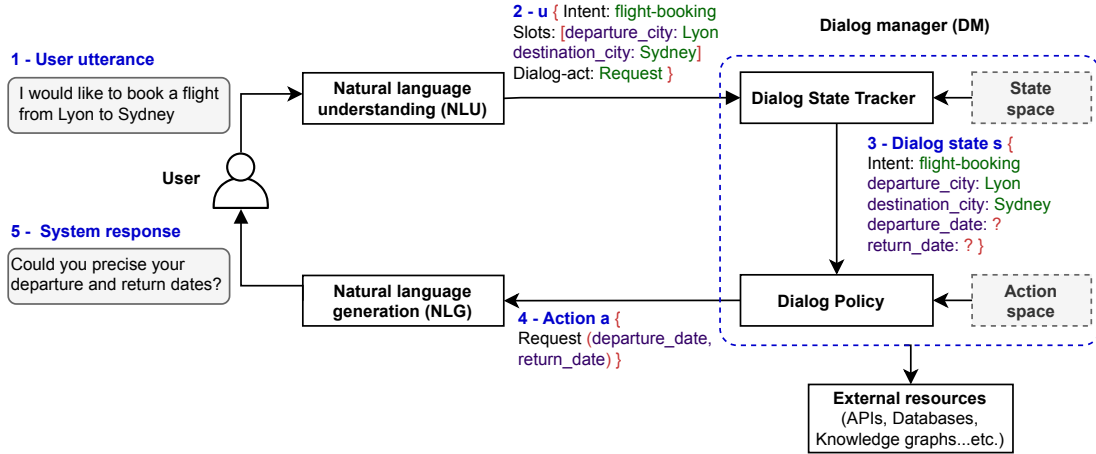 1 - User utterance
I would like to book a flight
from Lyon to Sydney
User
Natural language
understanding (NLU)
2 - u { Intent: flight-booking
Slots: [departure_city: Lyon
destination_city: Sydney]
Dialog-act: Request }
Dialog manager (DM)
Dialog State Tracker
State
space
3 - Dialog state s {
Intent: flight-booking
departure_city: Lyon
destination_city: Sydney
departure_date: ?
return_date: ? }
Dialog Policy
Action
space
4 - Action a {
Request (departure_date,
return_date) }
Natural language
generation (NLG)
5 - System response
Could you precise your
departure and return dates?
External resources
(APIs, Databases,
Knowledge graphs...etc.)